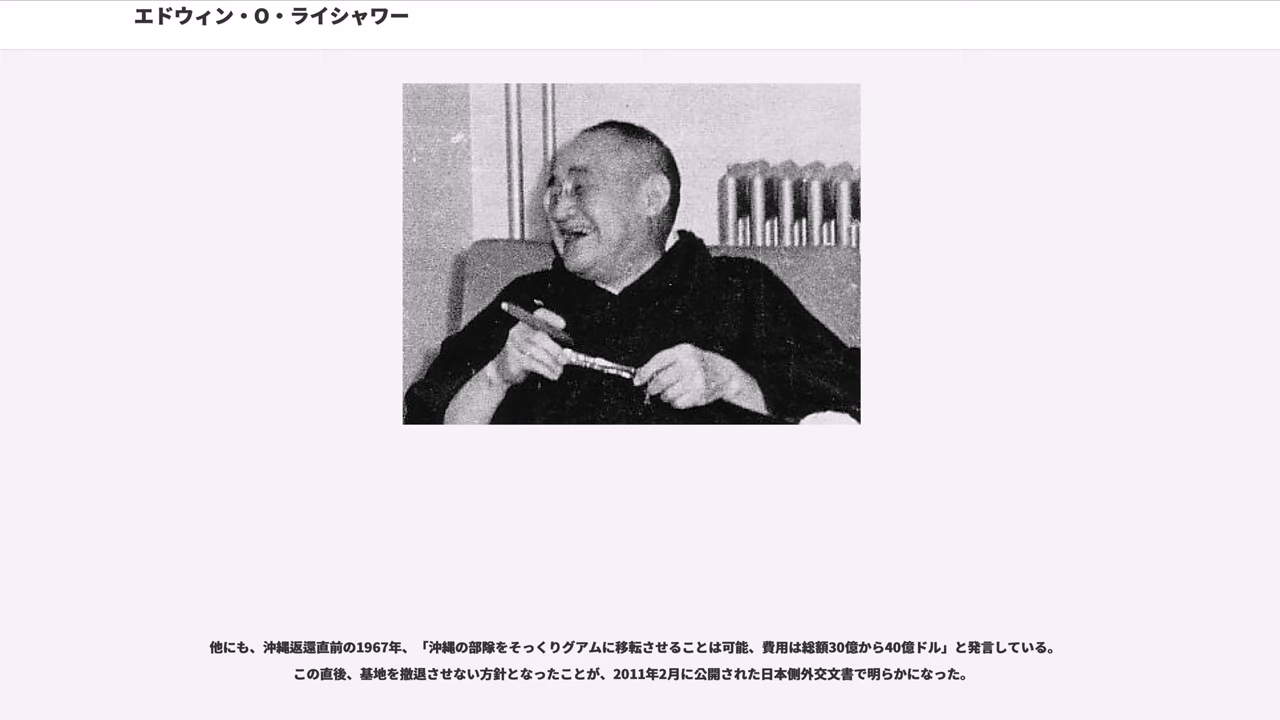 エドウィン・O・ライシャワー
他にも、沖縄返還直前の1967年、「沖縄の部隊をそっくりグアムに移転させることは可能、費用は総額30億から40億ドル」と発言している。
この直後、基地を撤退させない方針となったことが、2011年2月に公開された日本側外交文書で明らかになった。